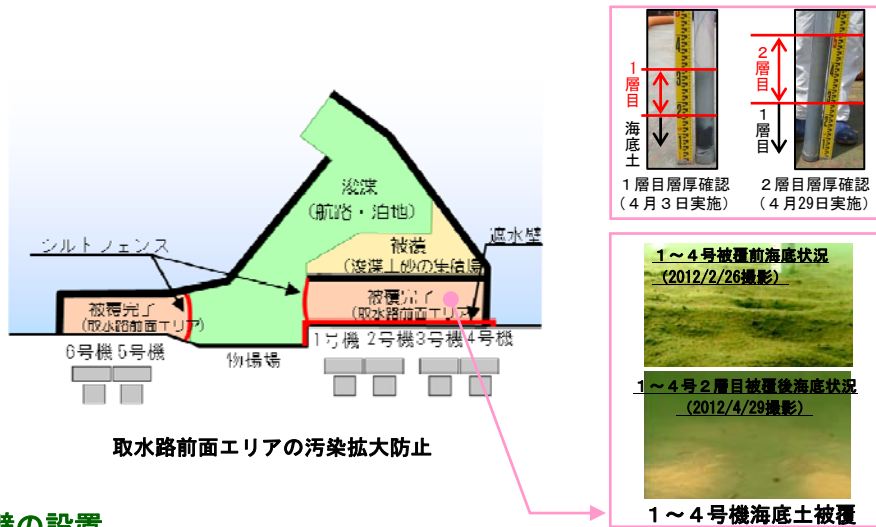 1層目
海底土
2層目
1層目
1層目層厚確認
(4月3日実施)
2層目層厚確認
(4月29日実施)
浚渫
(航路・泊地)
シルトフェンス
遮水壁
被覆
(浚渫土砂の集積場
被覆完了
(取水路前面エリア)
被覆完了
(取水路前面エリア
6号機 5号機
物揚場
1号機 2号機 3号機 4号機
取水路前面エリアの汚染拡大防止
1~4号被覆前海底状況
(2012/2/26撮影)
1~4号2層目被覆後海底状況
(2012/4/29撮影)
1~4号機海底土被覆
の設置